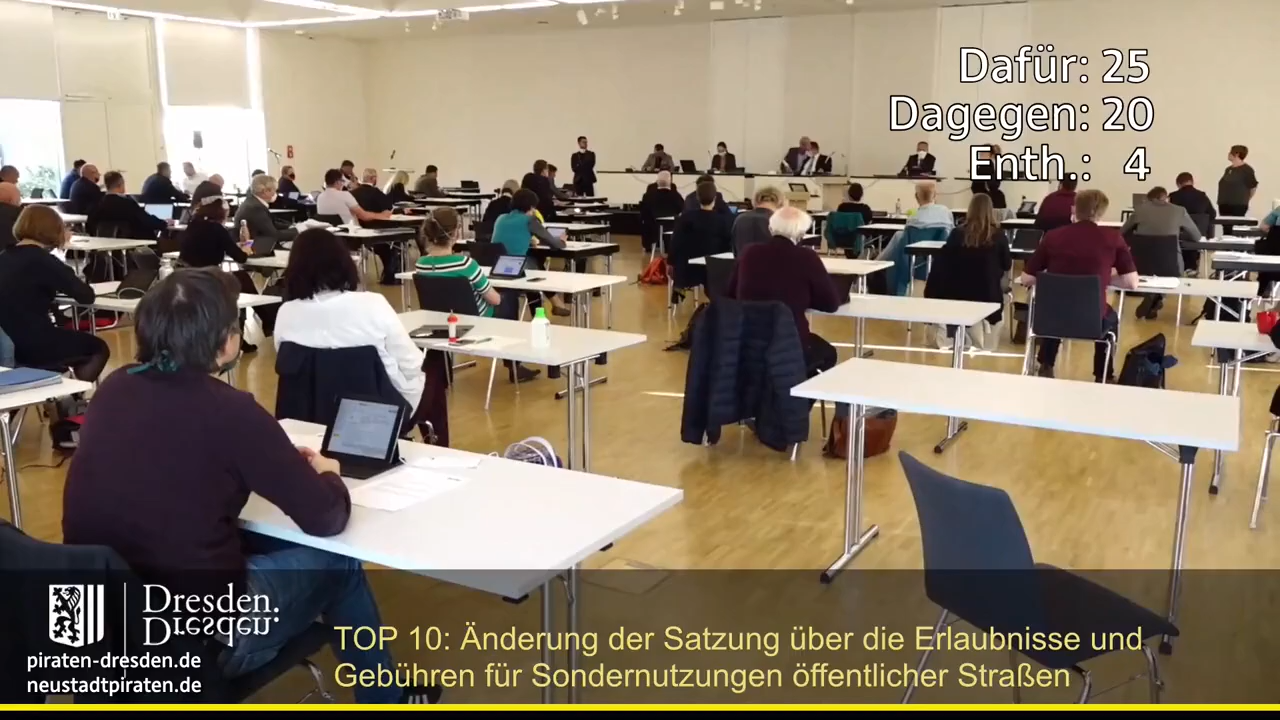 Dafür: 25
Dagegen: 20
Enth.: 4
Dresden.
Dresden.
piraten-dresden.de
neustadtpiraten.de
TOP 10: Änderung der Satzung über die Erlaubnisse und
Gebühren für Sondernutzungen öffentlicher Straßen